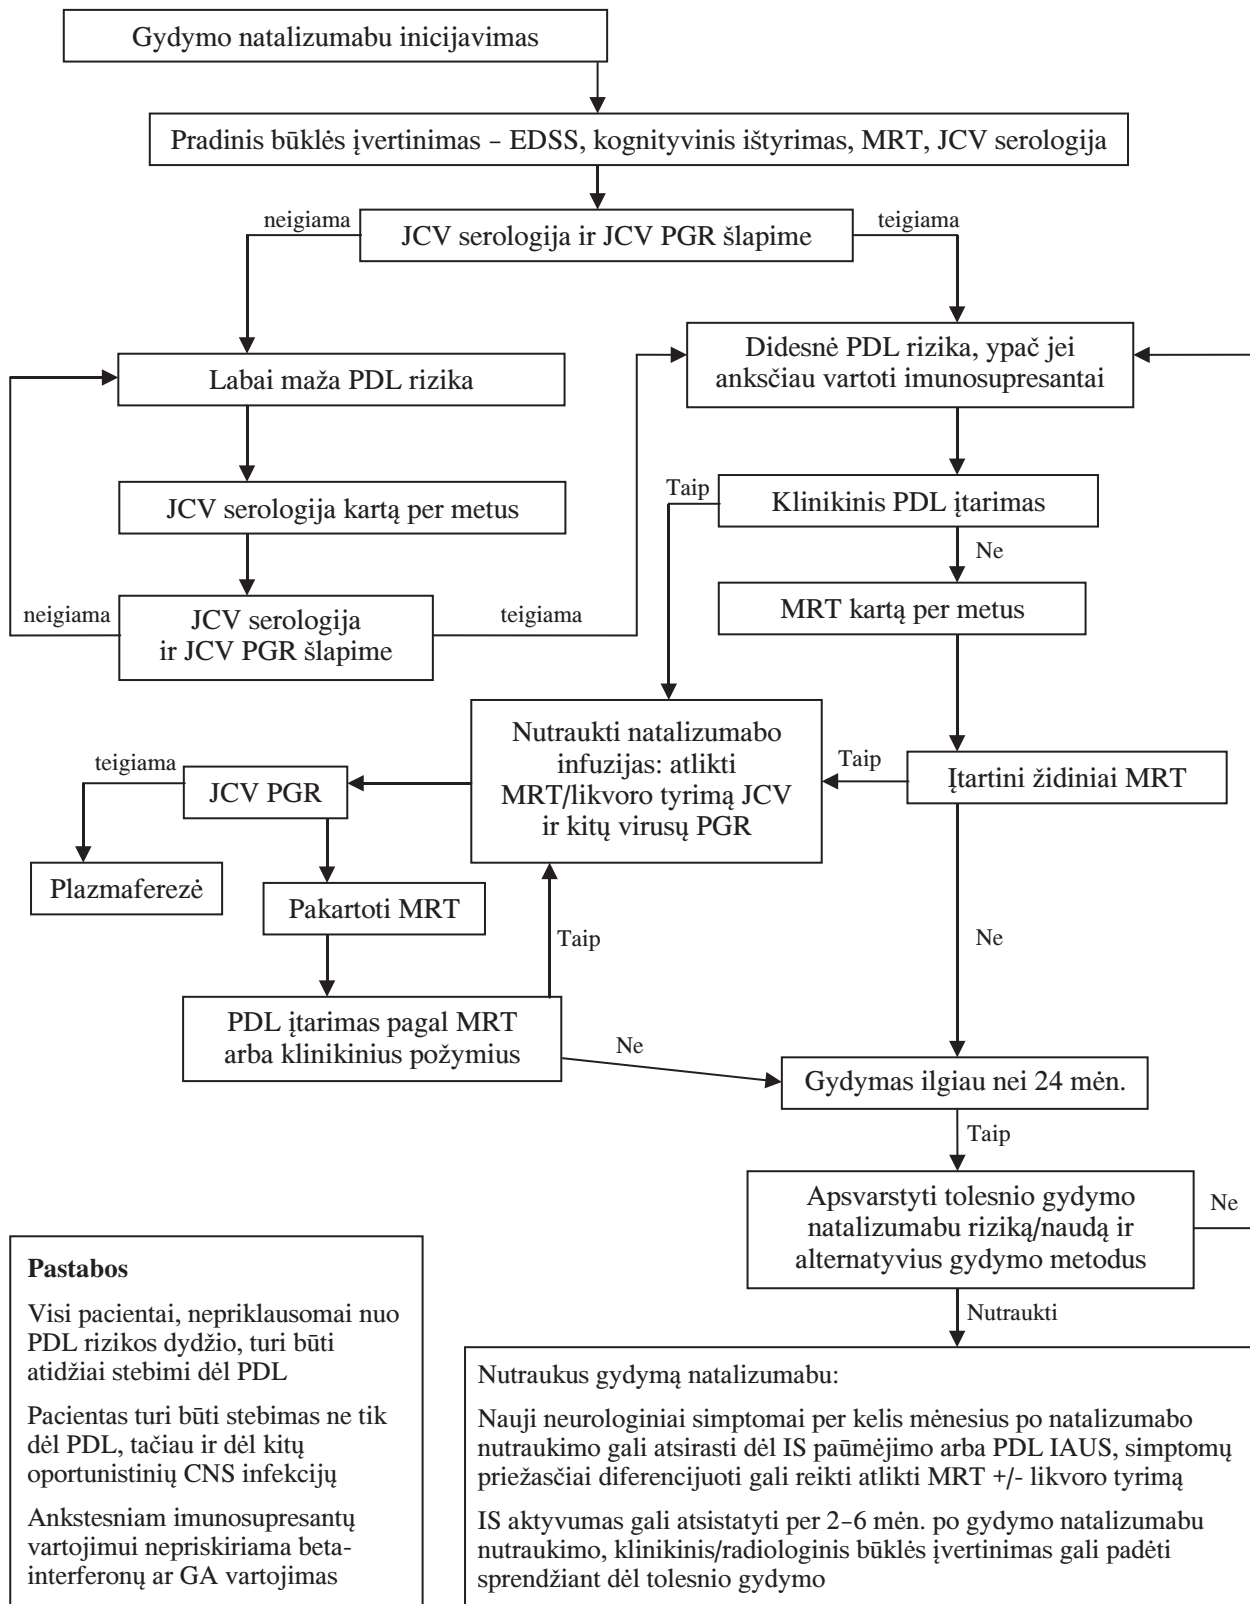 Gydymo natalizumabu inicijavimas
Pradinis būklės įvertinimas – EDSS, kognityvinis ištyrimas, MRT, JCV serologija
neigiama
JCV serologija ir JCV PGR šlapime
teigiama
Labai maža PDL rizika
Didesnė PDL rizika, ypač jei
anksčiau vartoti imunosupresantai
JCV serologija kartą per metus
Taip
Klinikinis PDL įtarimas
Ne
neigiama
JCV serologija
ir JCV PGR šlapime
teigiama
MRT kartą per metus
Nutraukti natalizumabo
infuzijas: atlikti
MRT/likvoro tyrimą JCV
ir kitų virusų PGR
Taip
Įtartini židiniai MRT
teigiama
JCV PGR
Plazmaferezė
Pakartoti MRT
Taip
Ne
PDL įtarimas pagal MRT
arba klinikinius požymius
Ne
Gydymas ilgiau nei 24 mėn.
Taip
Apsvarstyti tolesnio gydymo
natalizumabu riziką/naudą ir
alternatyvius gydymo metodus
Ne
Nutraukti
Pastabos
Visi pacientai, nepriklausomai nuo
PDL rizikos dydžio, turi būti
atidžiai stebimi dėl PDL
Pacientas turi būti stebimas ne tik
dėl PDL, tačiau ir dėl kitų
oportunistinių CNS infekcijų
Ankstesniam imunosupresantų
vartojimui nepriskiriama beta-
interferonų ar GA vartojimas
Nutraukus gydymą natalizumabu:
Nauji neurologiniai simptomai per kelis mėnesius po natalizumabo
nutraukimo gali atsirasti dėl IS paūmėjimo arba PDL IAUS, simptomų
priežasčiai diferencijuoti gali reikti atlikti MRT +/- likvoro tyrimą
IS aktyvumas gali atsistatyti per 2–6 mėn. po gydymo natalizumabu
nutraukimo, klinikinis/radiologinis būklės įvertinimas gali padėti
sprendžiant dėl tolesnio gydymo